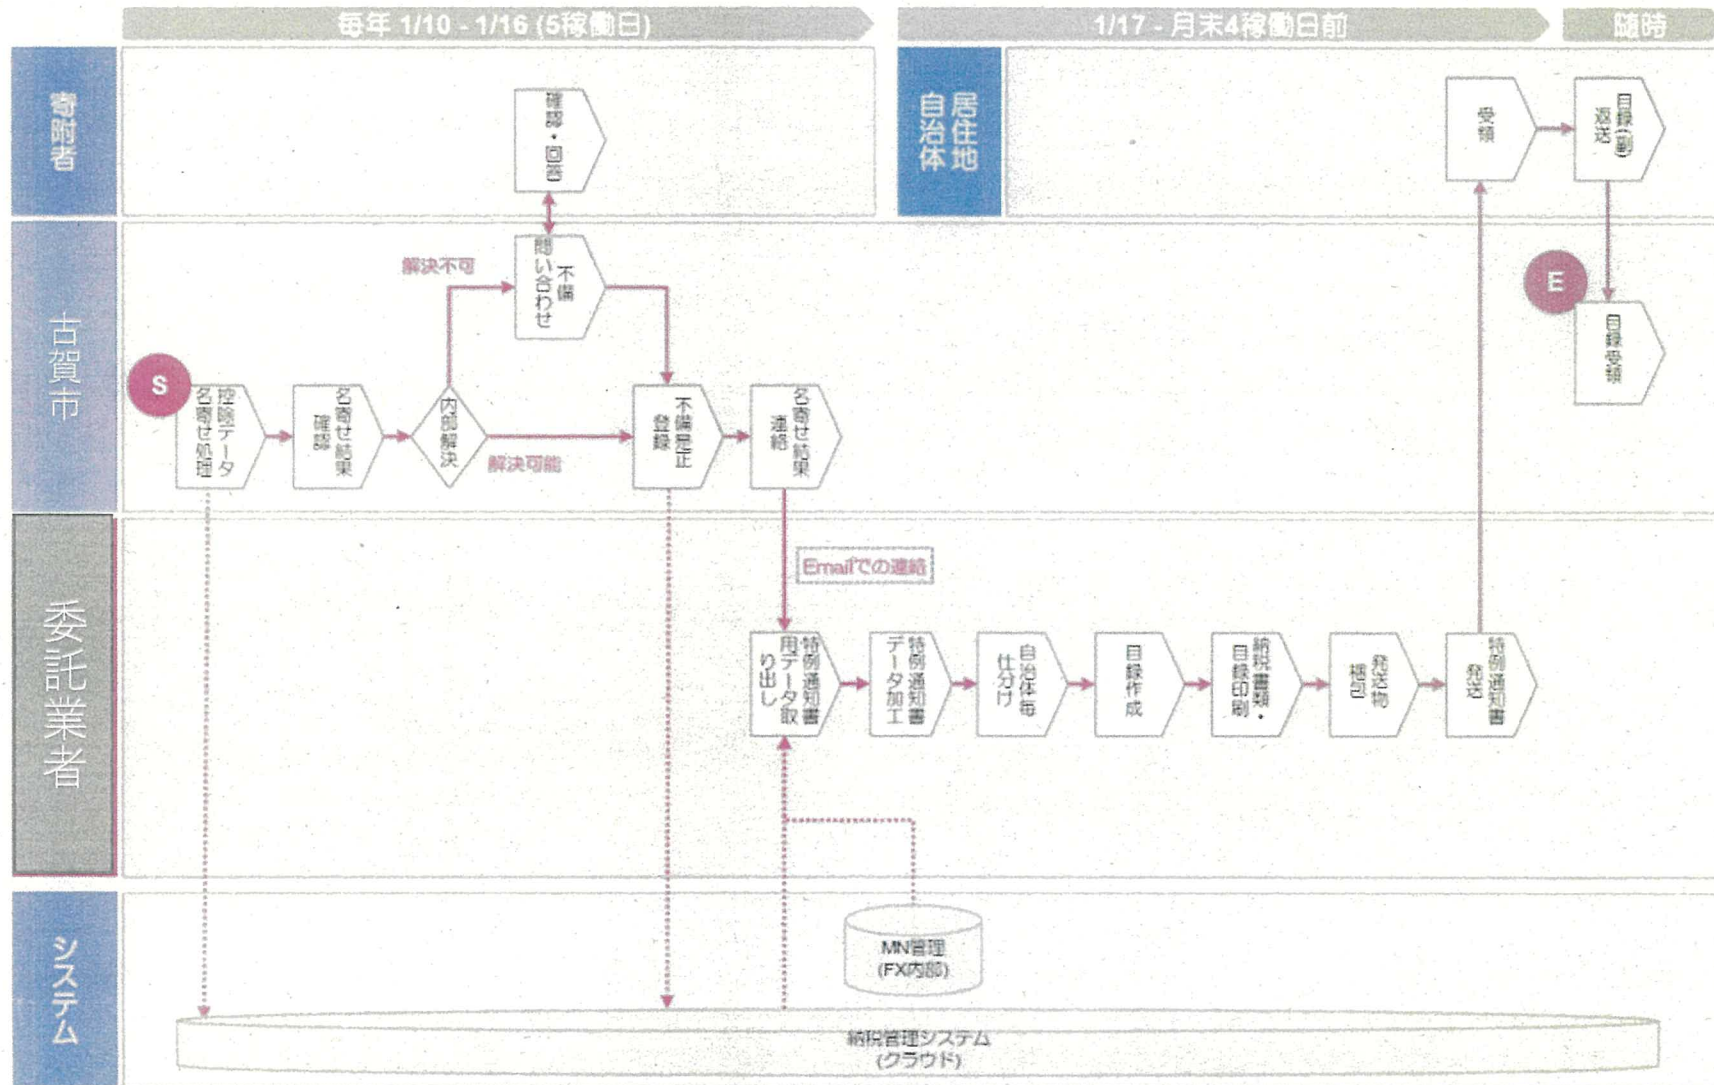 毎年 1/10 - 1/16 (5稼働日)
1/17 - 月末4稼働日前
随時
寄附者
確認・回答
居住地
自治体
受領
目録(副)
返送
古賀市
解決不可
不備
問い合わせ
E
目録受領
S
控除データ
名寄せ処理
名寄せ結果
確認
内部解決
解決可能
不備是正
登録
名寄せ結果
連絡
委託業者
Emailでの連絡
特例通知書
用データ取
り出し
特例通知書
データ加工
自治体毎
仕分け
目録作成
納税書類・
目録印刷
発送物
梱包
特例通知書
発送
システム
MN管理
(FX内部)
納税管理システム
(クラウド)